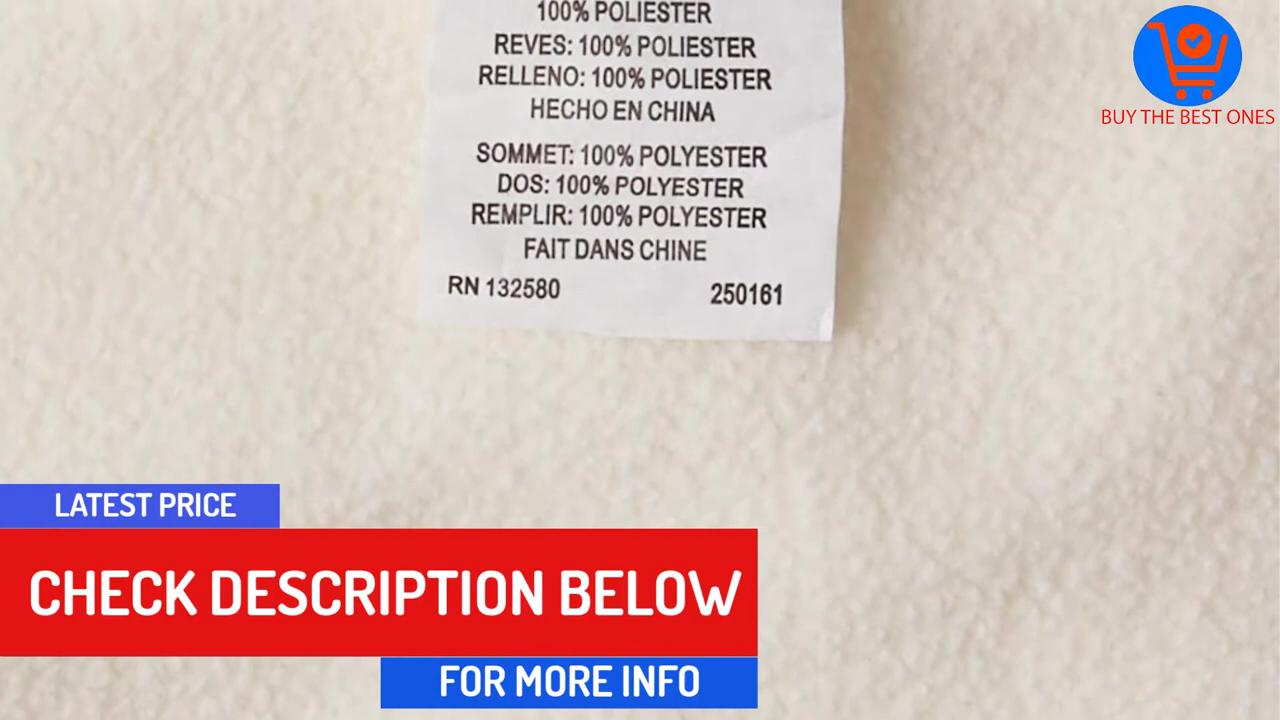 100% POLIESTER
REVES: 100% POLIESTER
RELLENO: 100% POLIESTER
HECHO EN CHINA
SOMMET: 100% POLYESTER
DOS: 100% POLYESTER
REMPLIR: 100% POLYESTER
FAIT DANS CHINE
RN 132580 250161
BUY THE BEST ONES
LATEST PRICE
CHECK DESCRIPTION BELOW
FOR MORE INFO